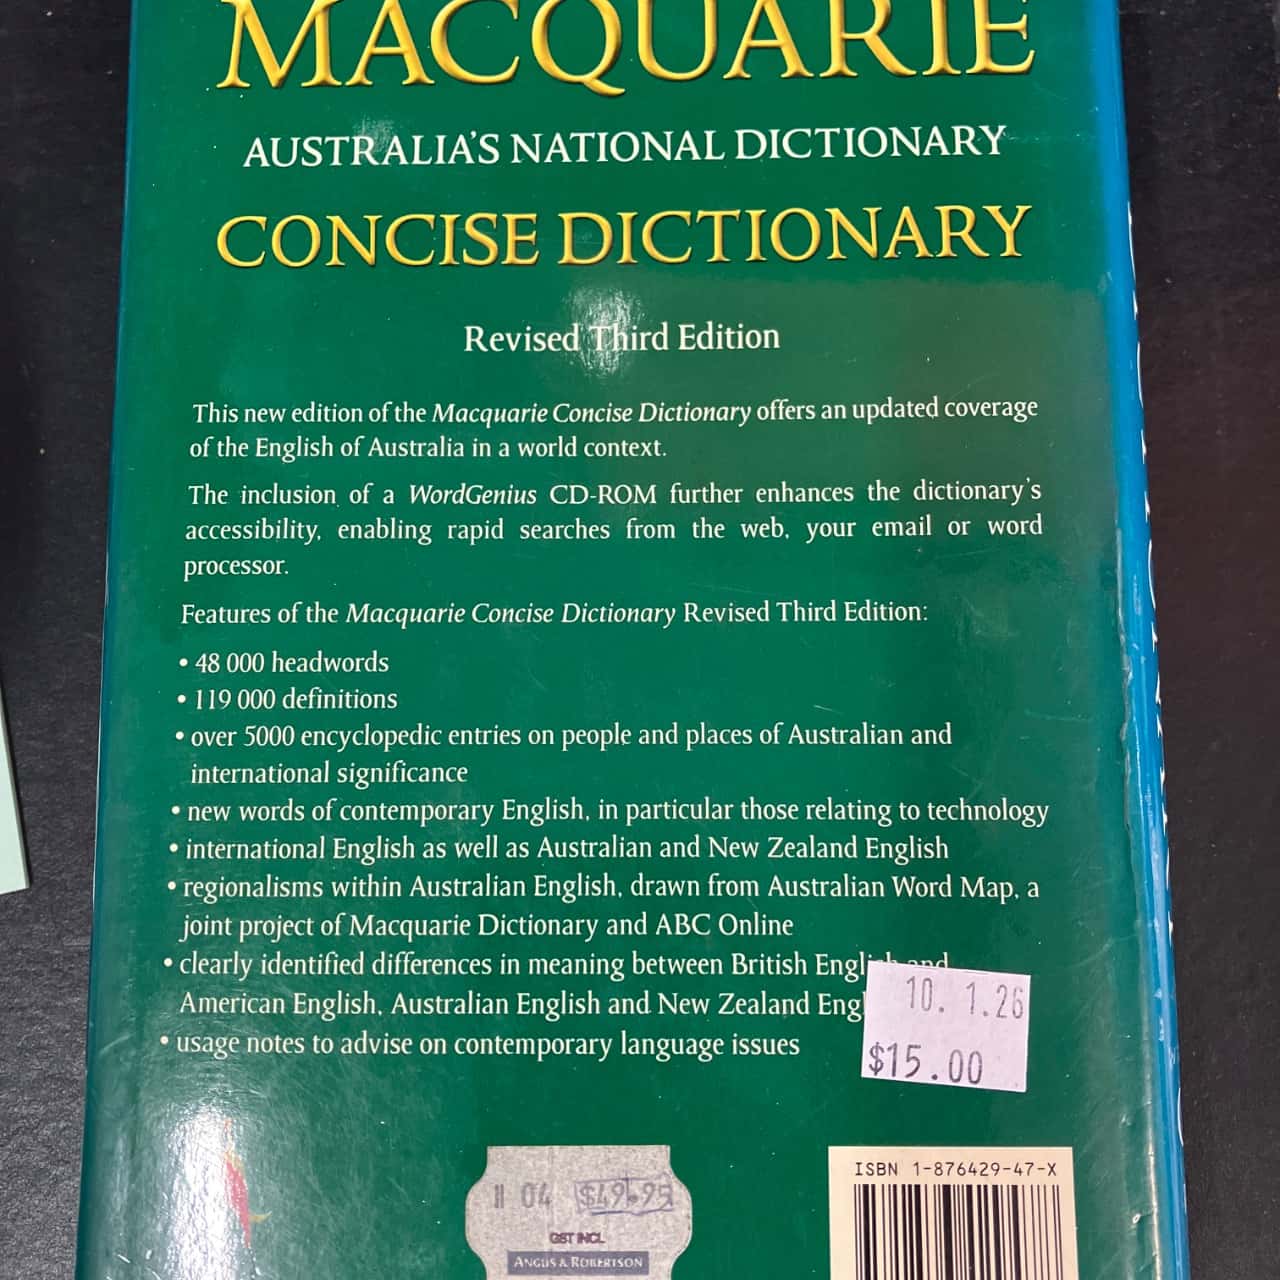 MACQUARIE
AUSTRALIA'S NATIONAL DICTIONARY
CONCISE DICTIONARY
Revised Third Edition
This new edition of the Macquarie Concise Dictionary offers an updated coverage
of the English of Australia in a world context.
The inclusion of a WordGenius CD-ROM further enhances the dictionary's
accessibility, enabling rapid searches from the web, your email or word
processor.
Features of the Macquarie Concise Dictionary Revised Third Edition:
• 48 000 headwords
• 119 000 definitions
• over 5000 encyclopedic entries on people and places of Australian and
international significance
• new words of contemporary English, in particular those relating to technology
• international English as well as Australian and New Zealand English
• regionalisms within Australian English, drawn from Australian Word Map, a
joint project of Macquarie Dictionary and ABC Online
• clearly identified differences in meaning between British English and
American English, Australian English and New Zealand Engl
• usage notes to advise on contemporary language issues
10. 1.26
$15.00
11 04 $49.95
GST INCL
ANGUS & ROBERTSON
ISBN 1-876429-47-X